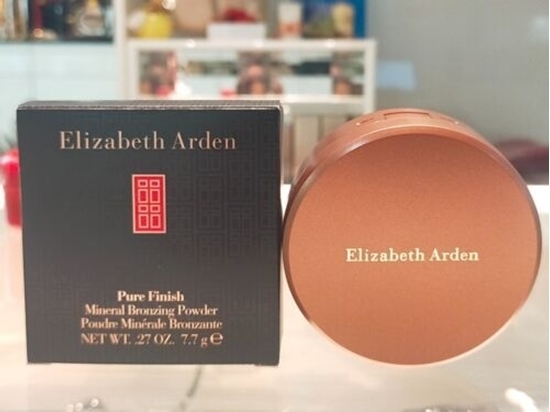 Elizabeth Arden
Pure Finish
Mineral Bronzing Powder
Poudre Minérale Bronzante
NET WT. .27 OZ. 7.7 g ℮
Elizabeth Arden